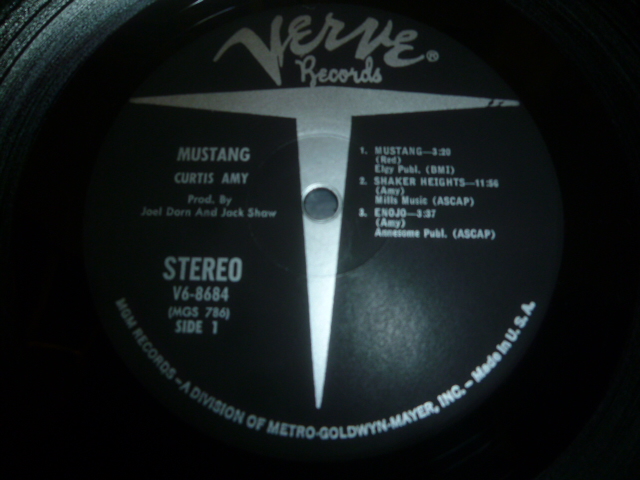 Verve®
Records
MUSTANG
CURTIS AMY
Prod. By
Joel Dorn And Jack Shaw
STEREO
V6-8684
(MGS 786)
SIDE 1
1. MUSTANG—3:20
(Red)
Elgy Publ. (BMI)
2. SHAKER HEIGHTS—11:56
(Amy)
Mills Music (ASCAP)
3. ENOJO—3:37
(Amy)
Annesome Publ. (ASCAP)
MGM RECORDS – A DIVISION OF METRO-GOLDWYN-MAYER, INC. – Made in U. S. A.